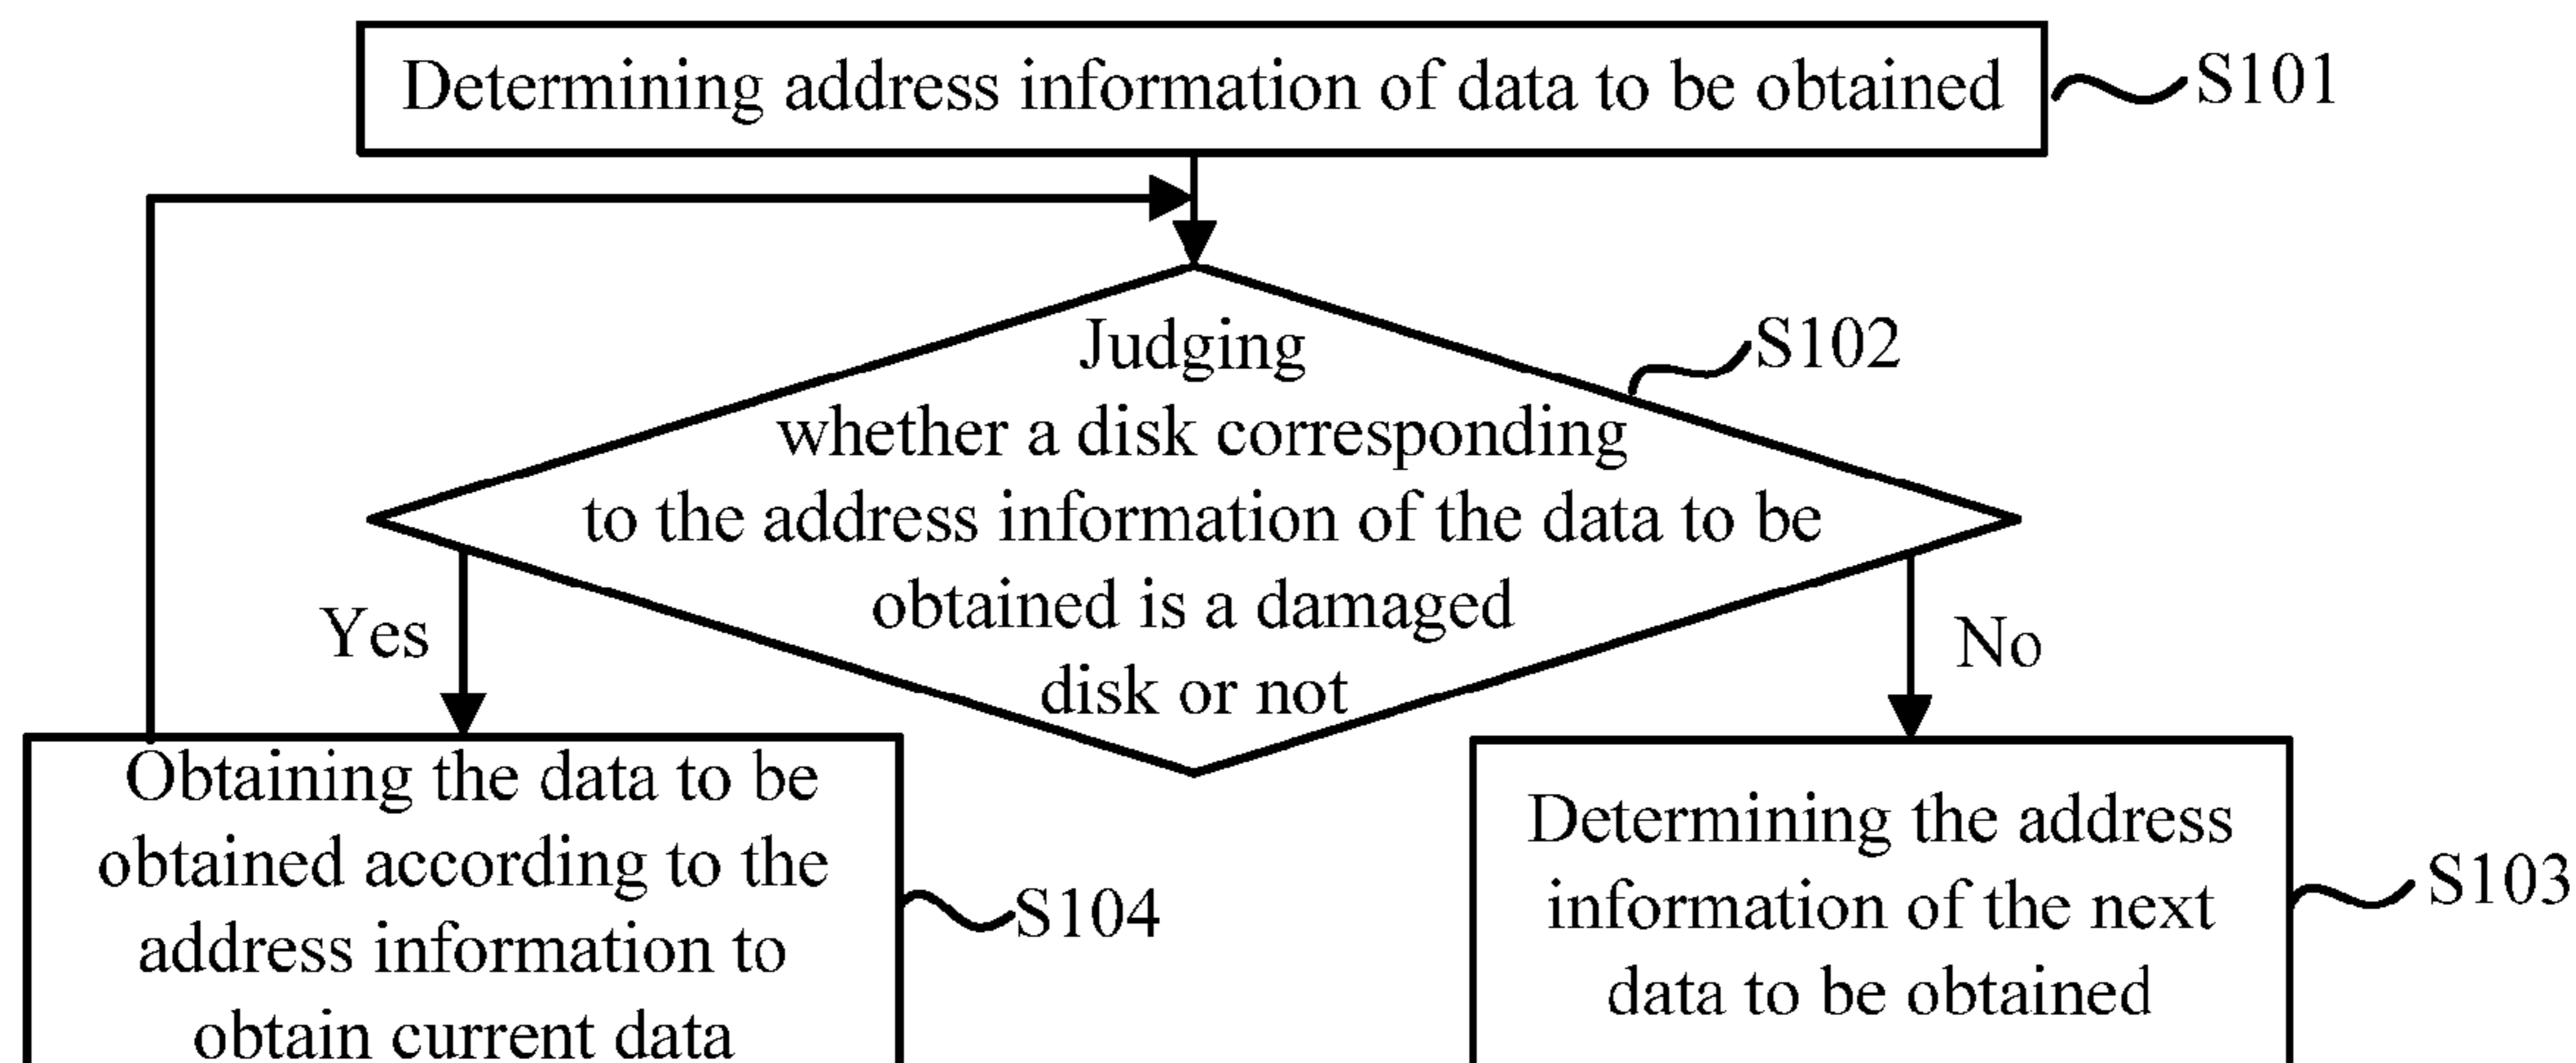 Determining address information of data to be obtained
S101
Judging
whether a disk corresponding
to the address information of the data to be
obtained is a damaged
disk or not
S102
Yes
No
Obtaining the data to be
obtained according to the
address information to
obtain current data
S104
Determining the address
information of the next
data to be obtained
S103